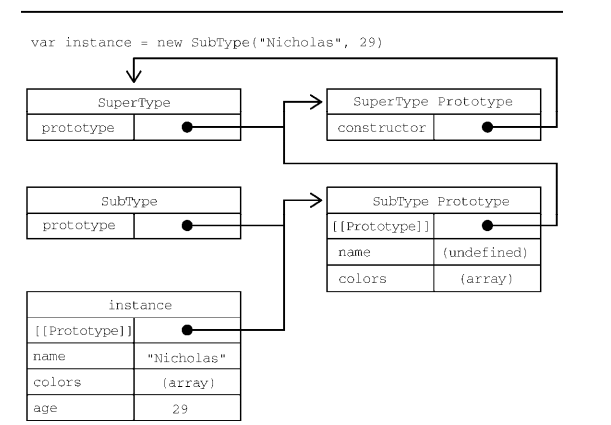 var instance = new SubType("Nicholas", 29)
SuperType
prototype
SuperType Prototype
constructor
SubType
prototype
SubType Prototype
[[Prototype]]
name (undefined)
colors (array)
instance
[[Prototype]]
name "Nicholas"
colors (array)
age 29